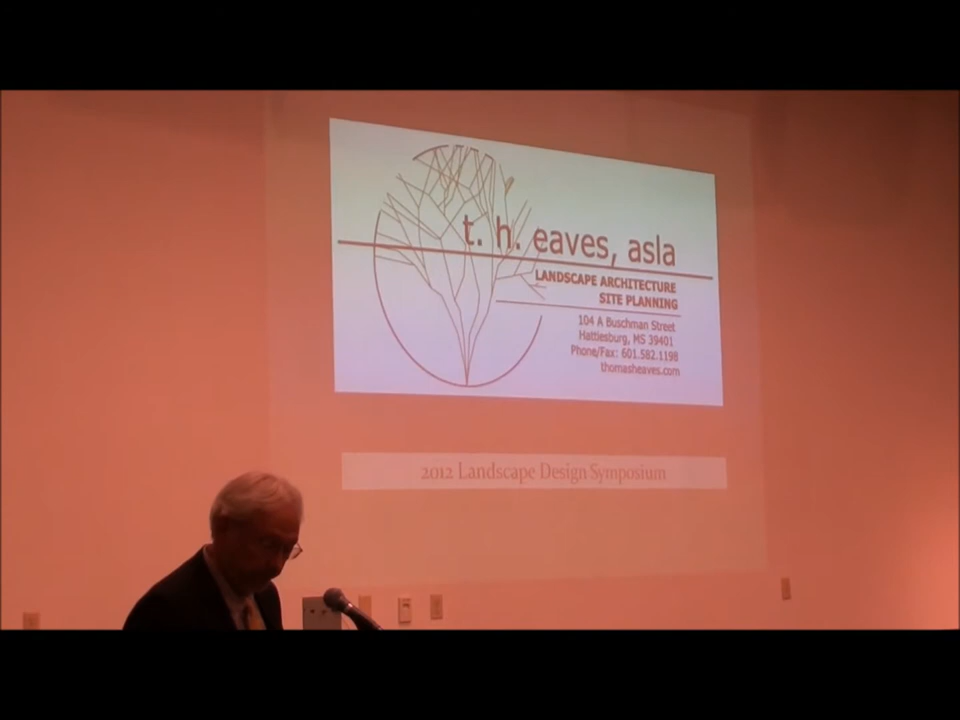 t. h. eaves, asla
LANDSCAPE ARCHITECTURE
SITE PLANNING
104 A Buschman Street
Hattiesburg, MS 39401
Phone/Fax: 601.582.1198
thomasheaves.com
2012 Landscape Design Symposium